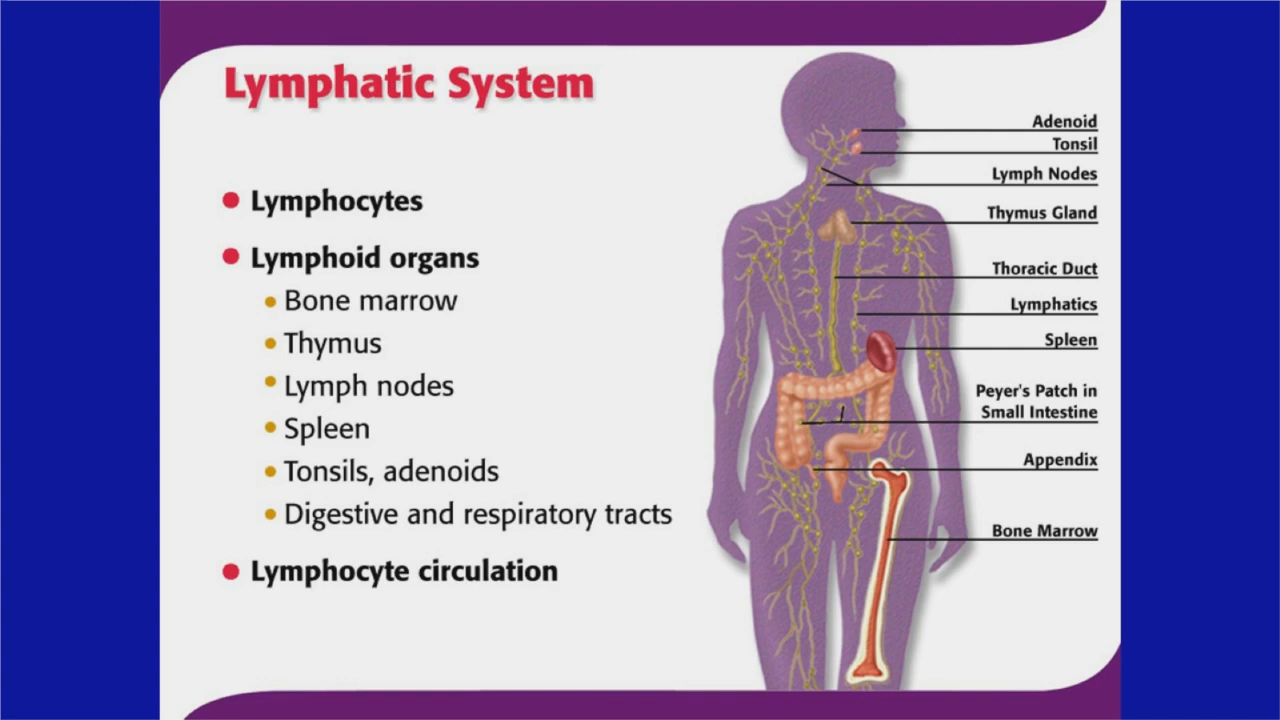 Lymphatic System
Lymphocytes
Lymphoid organs
Bone marrow
Thymus
Lymph nodes
Spleen
Tonsils, adenoids
Digestive and respiratory tracts
Lymphocyte circulation
Adenoid
Tonsil
Lymph Nodes
Thymus Gland
Thoracic Duct
Lymphatics
Spleen
Peyer's Patch in
Small Intestine
Appendix
Bone Marrow